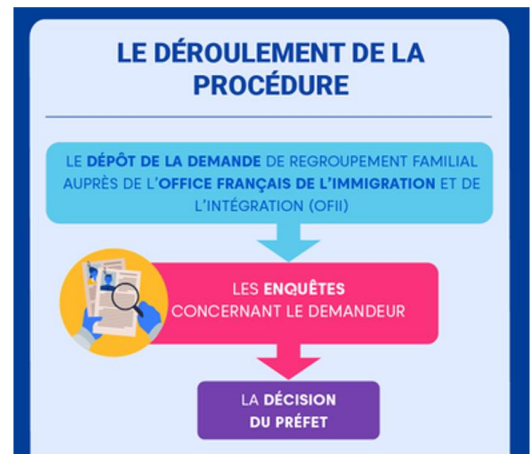 LE DÉROULEMENT DE LA
PROCÉDURE
LE DÉPÔT DE LA DEMANDE DE REGROUPEMENT FAMILIAL
AUPRÈS DE L'OFFICE FRANÇAIS DE L'IMMIGRATION ET DE
L'INTÉGRATION (OFII)
LES ENQUÊTES
CONCERNANT LE DEMANDEUR
LA DÉCISION
DU PRÉFET